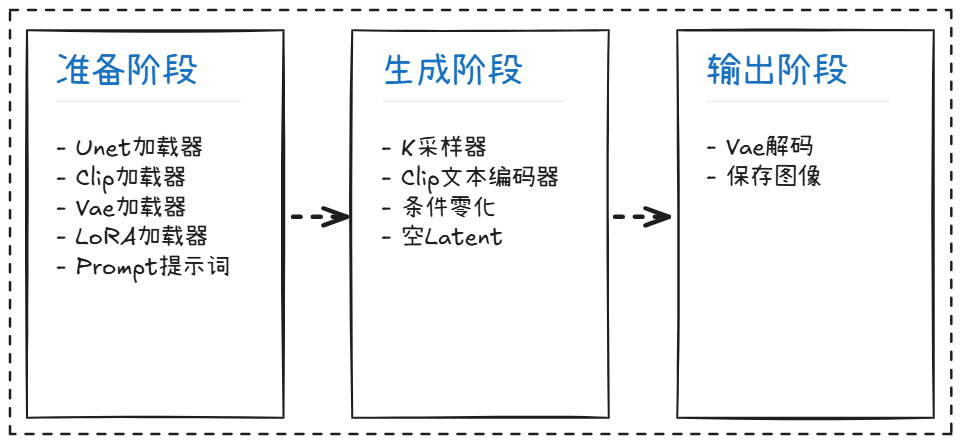 准备阶段
- Unet加载器
- Clip加载器
- Vae加载器
- LoRA加载器
- Prompt提示词
生成阶段
- K采样器
- Clip文本编码器
- 条件零化
- 空Latent
输出阶段
- Vae解码
- 保存图像